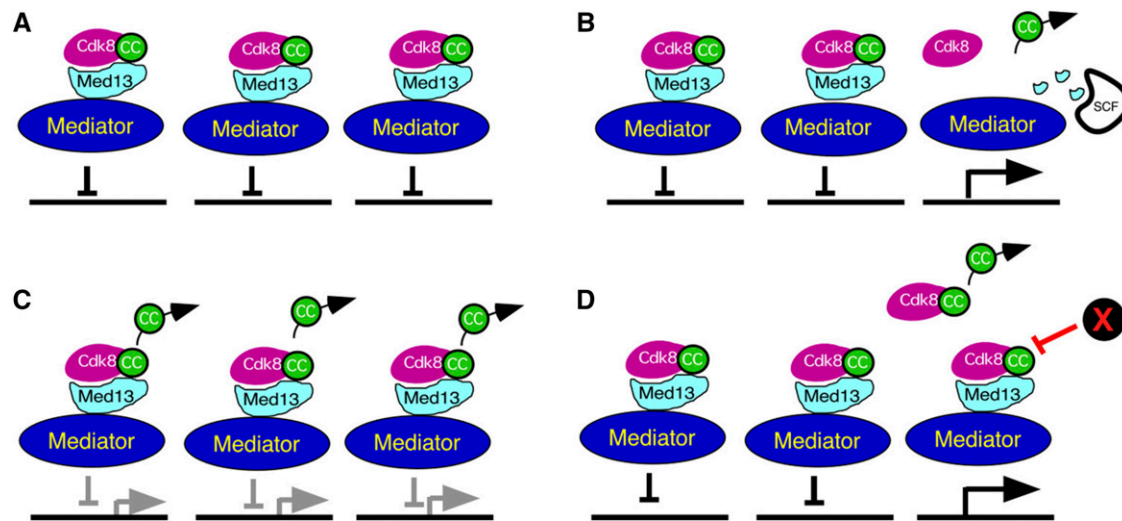 A
Cdk8 CC
Med13
Mediator
Cdk8 CC
Med13
Mediator
Cdk8 CC
Med13
Mediator
B
Cdk8 CC
Med13
Mediator
Cdk8 CC
Med13
Mediator
Cdk8
CC
SCF
Mediator
C
CC
Cdk8 CC
Med13
Mediator
CC
Cdk8 CC
Med13
Mediator
CC
Cdk8 CC
Med13
Mediator
D
Cdk8 CC
Med13
Mediator
Cdk8 CC
Med13
Mediator
CC
Cdk8 CC
X
Cdk8 CC
Med13
Mediator